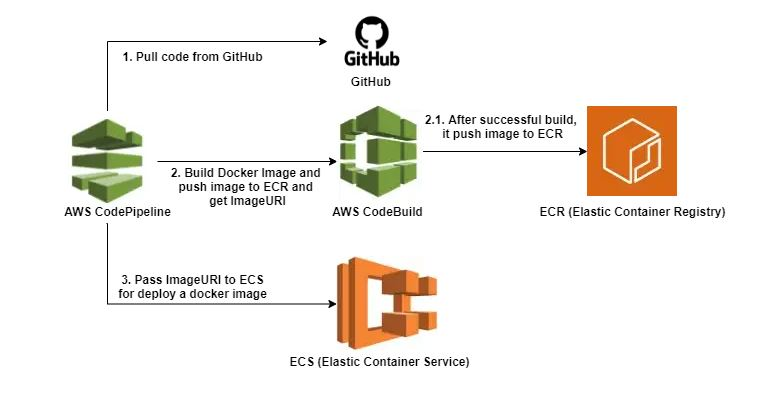 GitHub
1. Pull code from GitHub
GitHub
2.1. After successful build,
it push image to ECR
2. Build Docker Image and
push image to ECR and
get ImageURI
AWS CodePipeline
AWS CodeBuild
ECR (Elastic Container Registry)
3. Pass ImageURI to ECS
for deploy a docker image
ECS (Elastic Container Service)